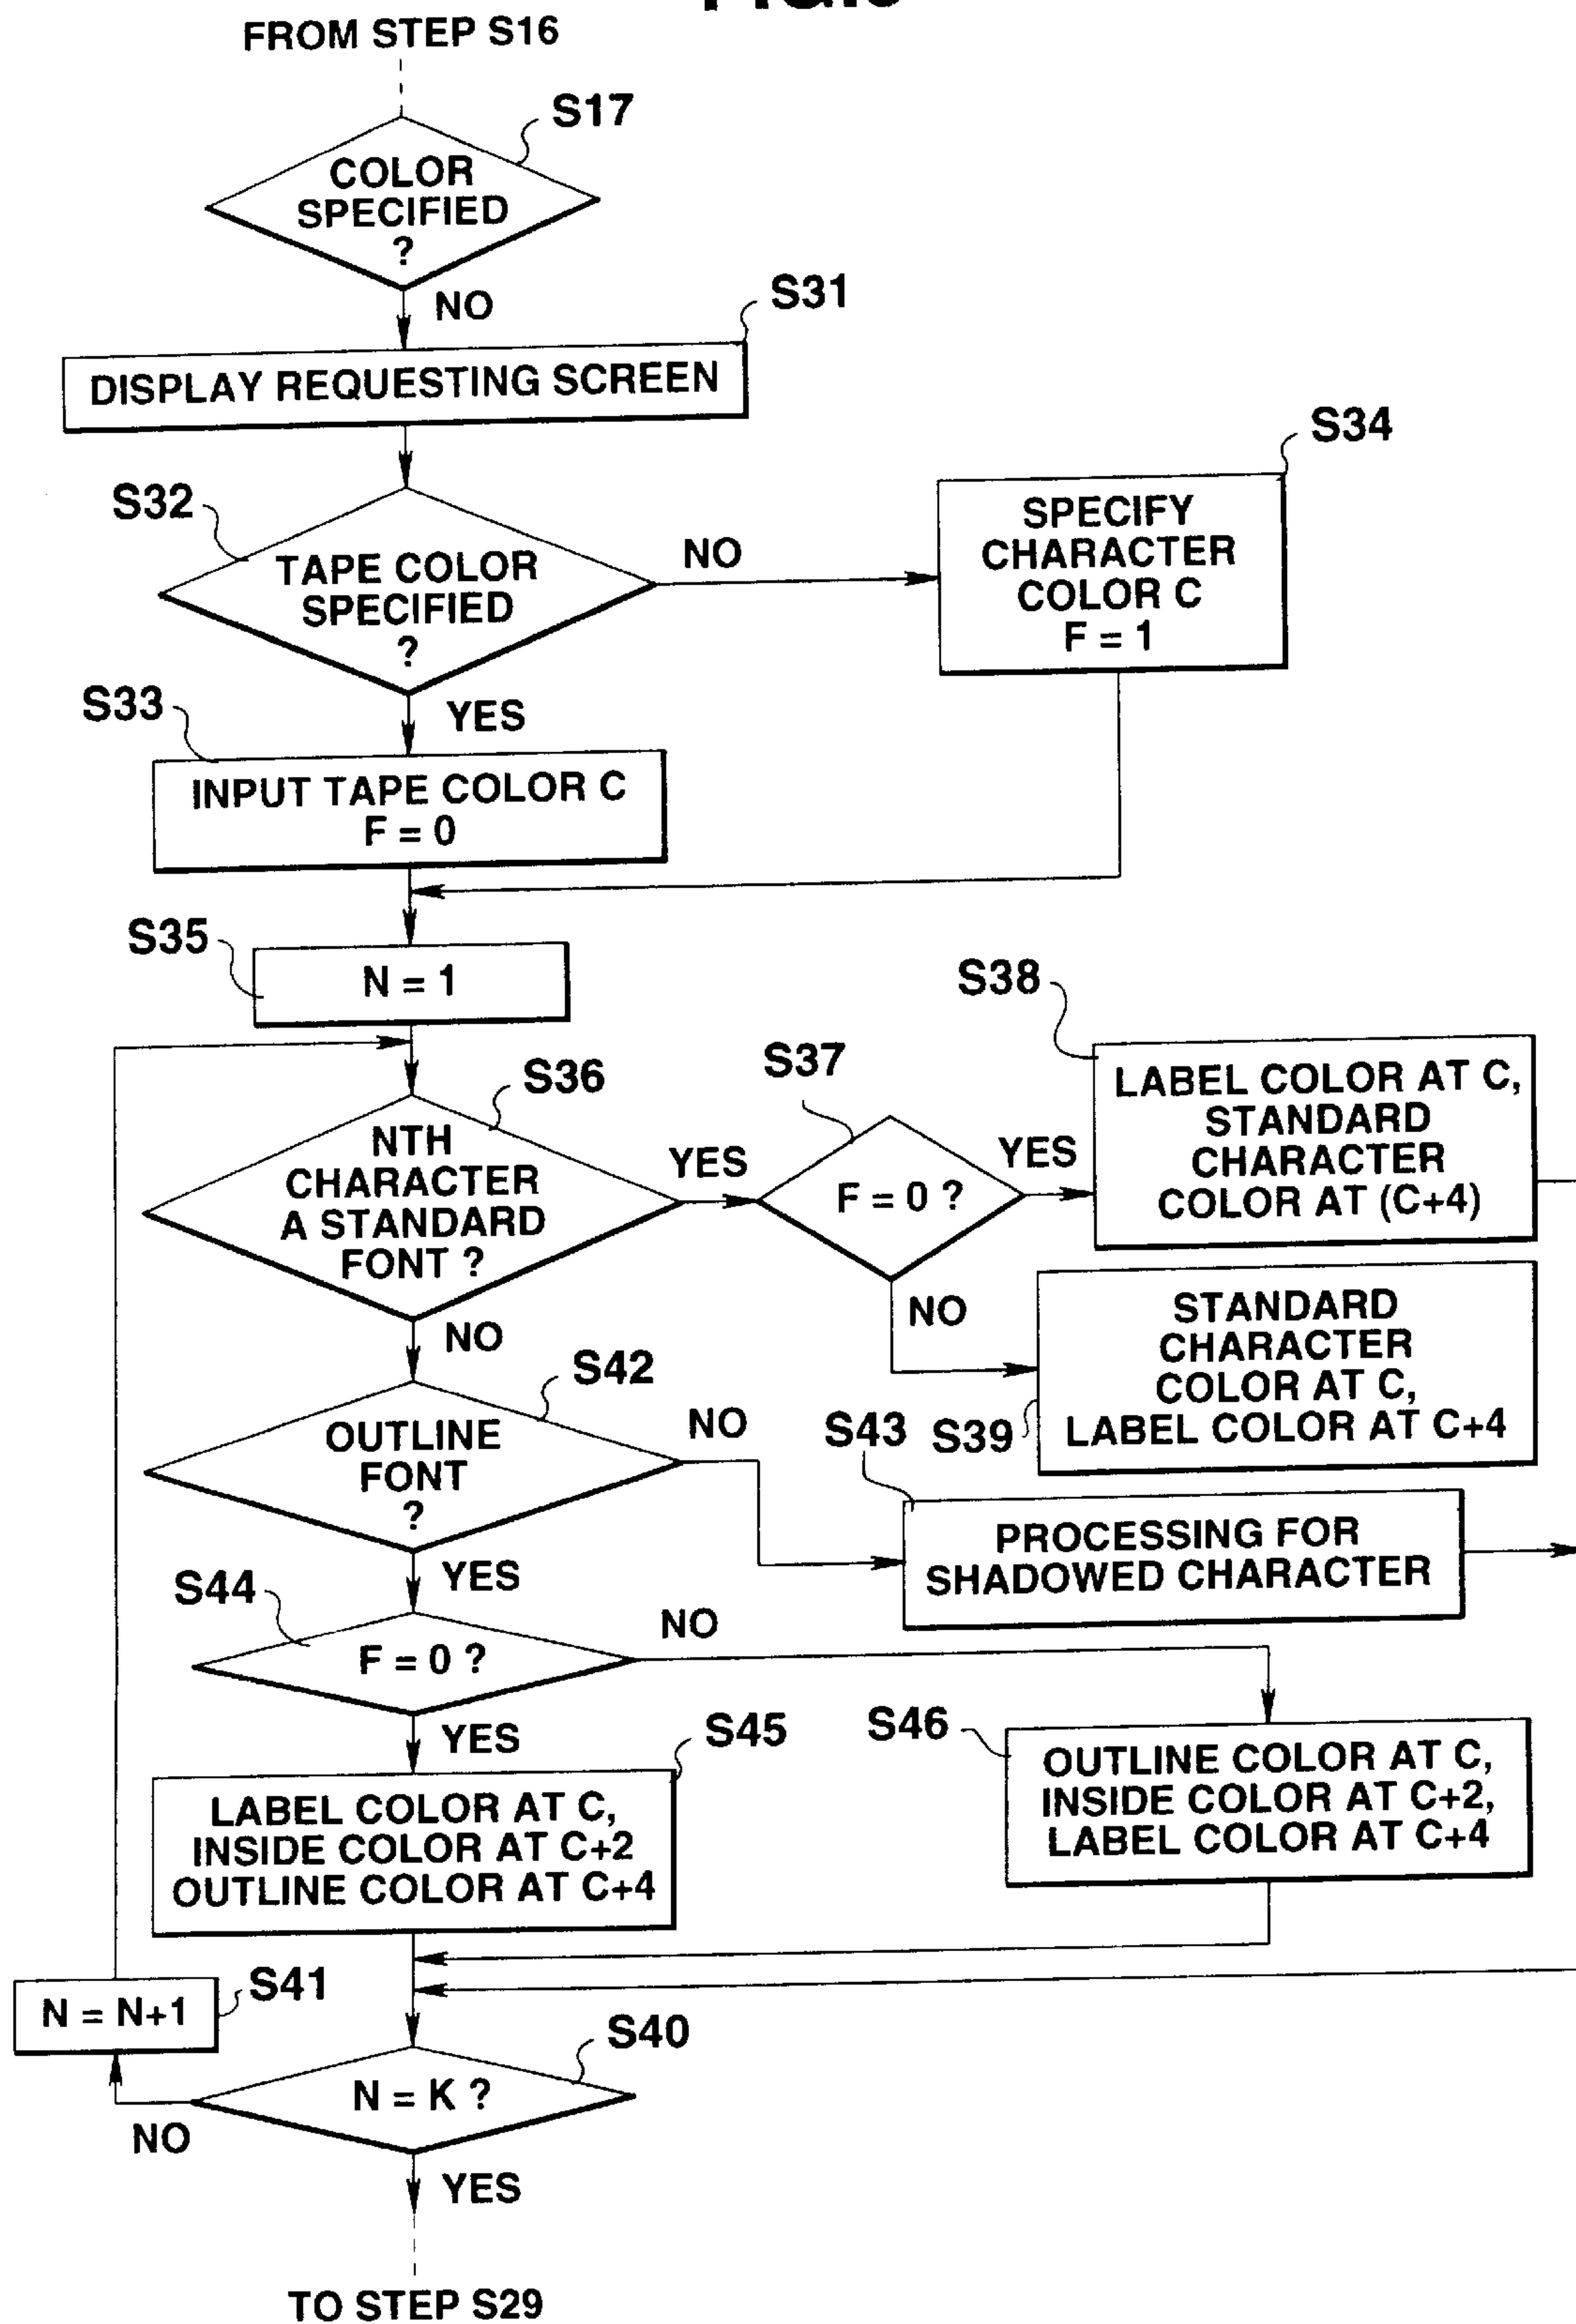 FROM STEP S16
S17
COLOR
SPECIFIED
?
NO
S31
DISPLAY REQUESTING SCREEN
S34
SPECIFY
CHARACTER
COLOR C
F = 1
S32
TAPE COLOR
SPECIFIED
?
NO
YES
S33
INPUT TAPE COLOR C
F = 0
S35
N = 1
S36
NTH
CHARACTER
A STANDARD
FONT ?
YES
S37
F = 0 ?
YES
S38
LABEL COLOR AT C,
STANDARD
CHARACTER
COLOR AT (C+4)
NO
STANDARD
CHARACTER
COLOR AT C,
LABEL COLOR AT C+4
S39
NO
S42
OUTLINE
FONT
?
NO
S43
PROCESSING FOR
SHADOWED CHARACTER
YES
S44
F = 0 ?
NO
YES
S45
LABEL COLOR AT C,
INSIDE COLOR AT C+2
OUTLINE COLOR AT C+4
S46
OUTLINE COLOR AT C,
INSIDE COLOR AT C+2,
LABEL COLOR AT C+4
N = N+1
S41
S40
N = K ?
NO
YES
TO STEP S29